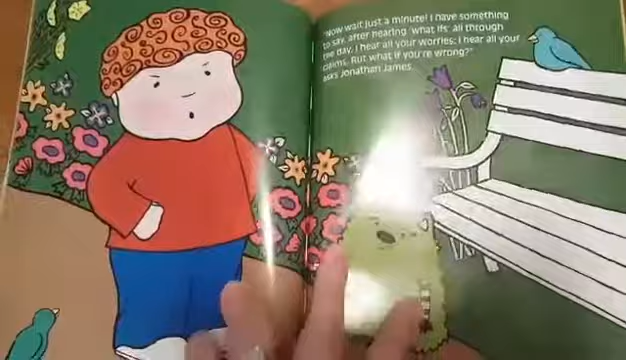 "Now wait just a minute! I have something
to say, after hearing 'what ifs' all through
the day. I hear all your worries; I hear all your
claims. But what if you're wrong?"
asks Jonathan James.